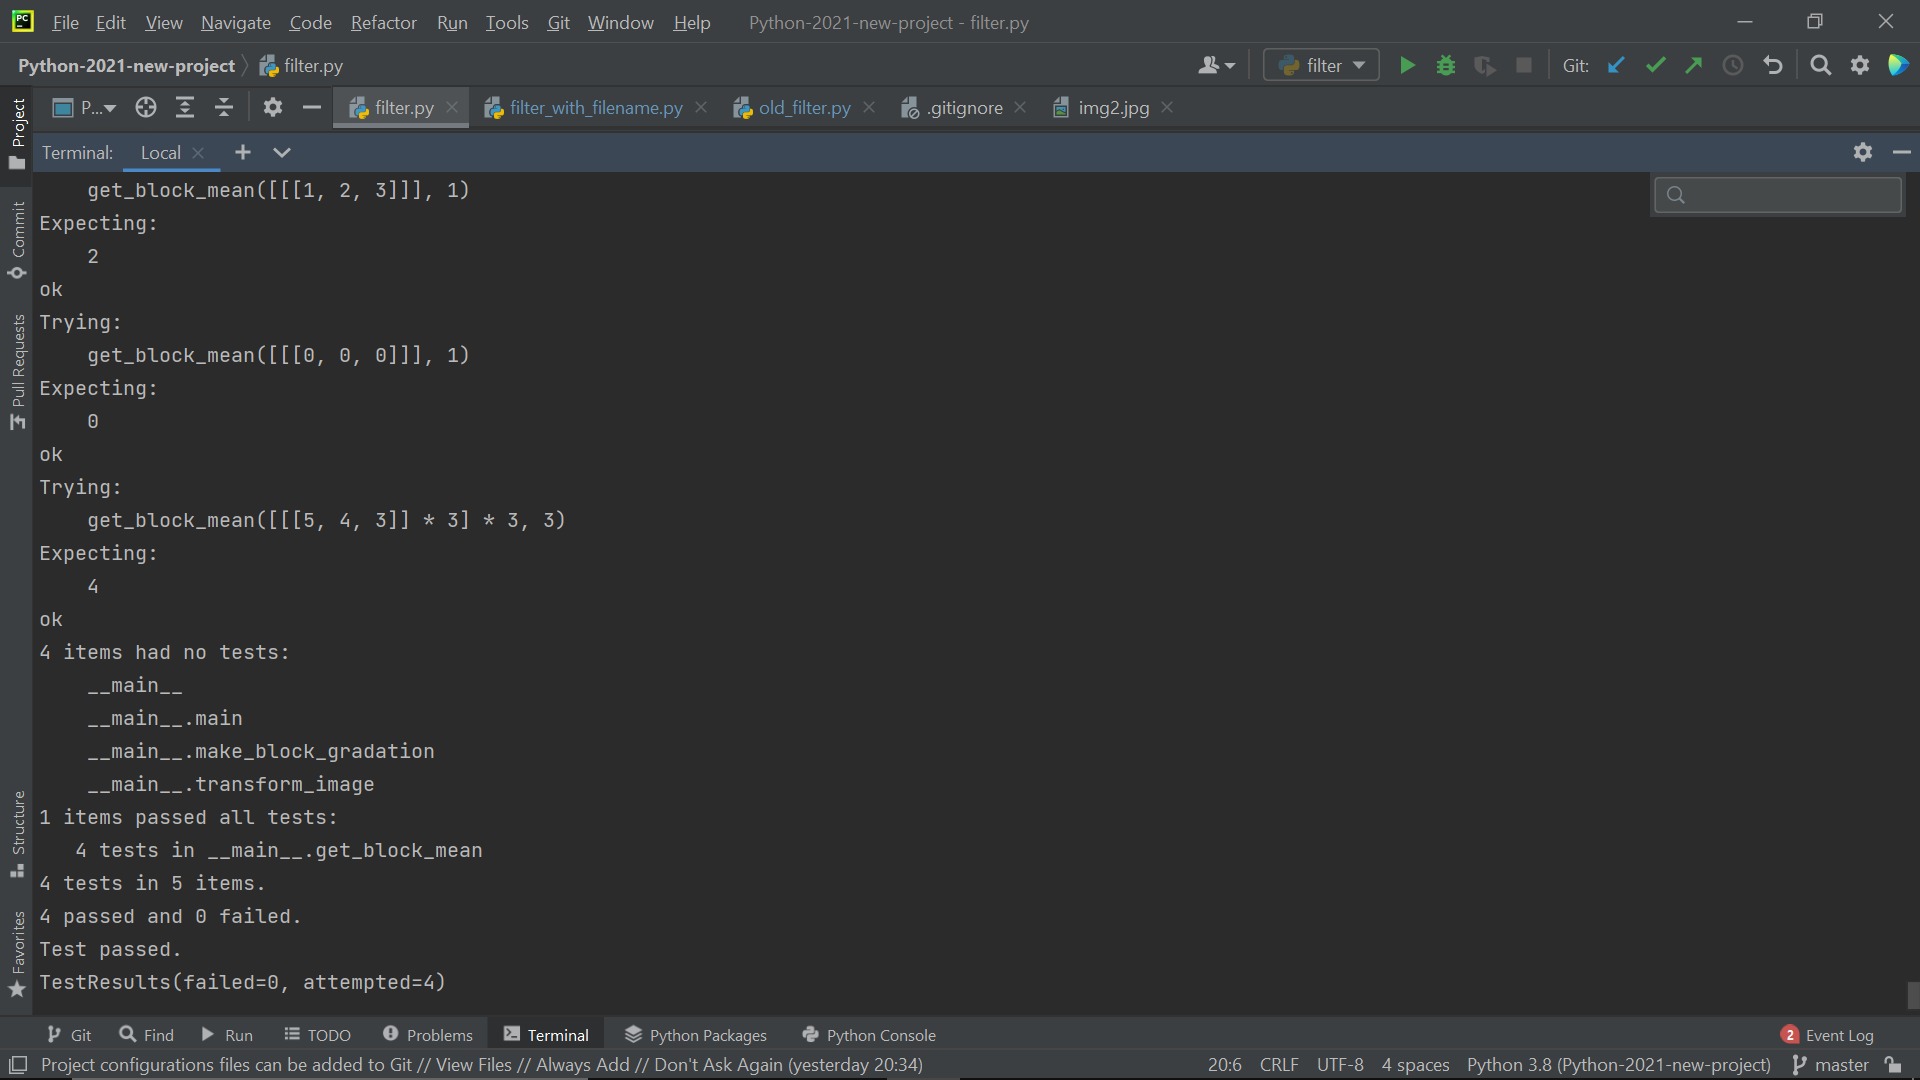 PC File Edit View Navigate Code Refactor Run Tools Git Window Help Python-2021-new-project - filter.py
Python-2021-new-project filter.py filter Git:
P... filter.py filter_with_filename.py old_filter.py .gitignore img2.jpg
Project
Commit
Pull Requests
Structure
Favorites
Terminal: Local
get_block_mean([[[1, 2, 3]]], 1)
Expecting:
2
ok
Trying:
get_block_mean([[[0, 0, 0]]], 1)
Expecting:
0
ok
Trying:
get_block_mean([[[5, 4, 3]] * 3] * 3, 3)
Expecting:
4
ok
4 items had no tests:
__main__
__main__.main
__main__.make_block_gradation
__main__.transform_image
1 items passed all tests:
4 tests in __main__.get_block_mean
4 tests in 5 items.
4 passed and 0 failed.
Test passed.
TestResults(failed=0, attempted=4)
Git Find Run TODO Problems Terminal Python Packages Python Console 2 Event Log
Project configurations files can be added to Git // View Files // Always Add // Don't Ask Again (yesterday 20:34) 20:6 CRLF UTF-8 4 spaces Python 3.8 (Python-2021-new-project) master